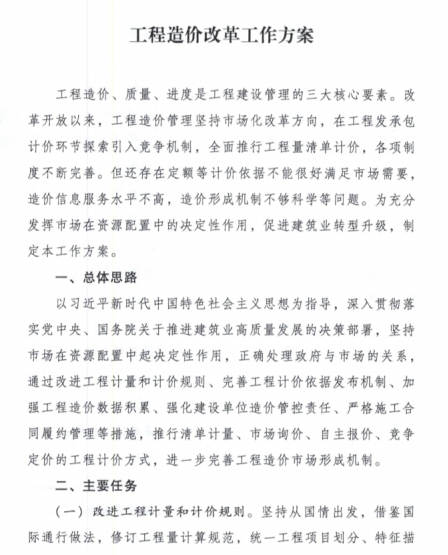 工程造价改革工作方案
工程造价、质量、进度是工程建设管理的三大核心要素。改
革开放以来，工程造价管理坚持市场化改革方向，在工程发承包
计价环节探索引入竞争机制，全面推行工程量清单计价，各项制
度不断完善。但还存在定额等计价依据不能很好满足市场需要，
造价信息服务水平不高，造价形成机制不够科学等问题。为充分
发挥市场在资源配置中的决定性作用，促进建筑业转型升级，制
定本工作方案。
一、总体思路
以习近平新时代中国特色社会主义思想为指导，深入贯彻落
实党中央、国务院关于推进建筑业高质量发展的决策部署，坚持
市场在资源配置中起决定性作用，正确处理政府与市场的关系，
通过改进工程计量和计价规则、完善工程计价依据发布机制、加
强工程造价数据积累、强化建设单位造价管控责任、严格施工合
同履约管理等措施，推行清单计量、市场询价、自主报价、竞争
定价的工程计价方式，进一步完善工程造价市场形成机制。
二、主要任务
（一）改进工程计量和计价规则。坚持从国情出发，借鉴国
际通行做法，修订工程量计算规范，统一工程项目划分、特征描